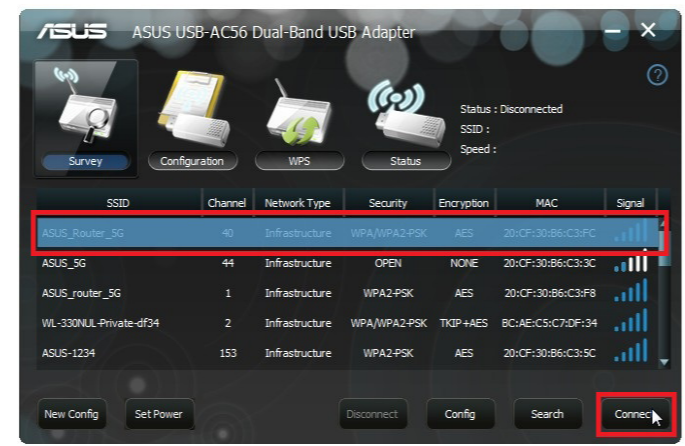 ASUS ASUS USB-AC56 Dual-Band USB Adapter
?
Status : Disconnected
SSID :
Speed :
Survey Configuration WPS Status
SSID Channel Network Type Security Encryption MAC Signal
ASUS_Router_5G 40 Infrastructure WPA/WPA2-PSK AES 20:CF:30:B6:C3:FC
ASUS_5G 44 Infrastructure OPEN NONE 20:CF:30:B6:C3:3C
ASUS_router_5G 1 Infrastructure WPA2-PSK AES 20:CF:30:B6:C3:F8
WL-330NUL-Private-df34 2 Infrastructure WPA/WPA2-PSK TKIP+AES BC:AE:C5:C7:DF:34
ASUS-1234 153 Infrastructure WPA2-PSK AES 20:CF:30:B6:C3:5C
New Config Set Power Disconnect Config Search Connect